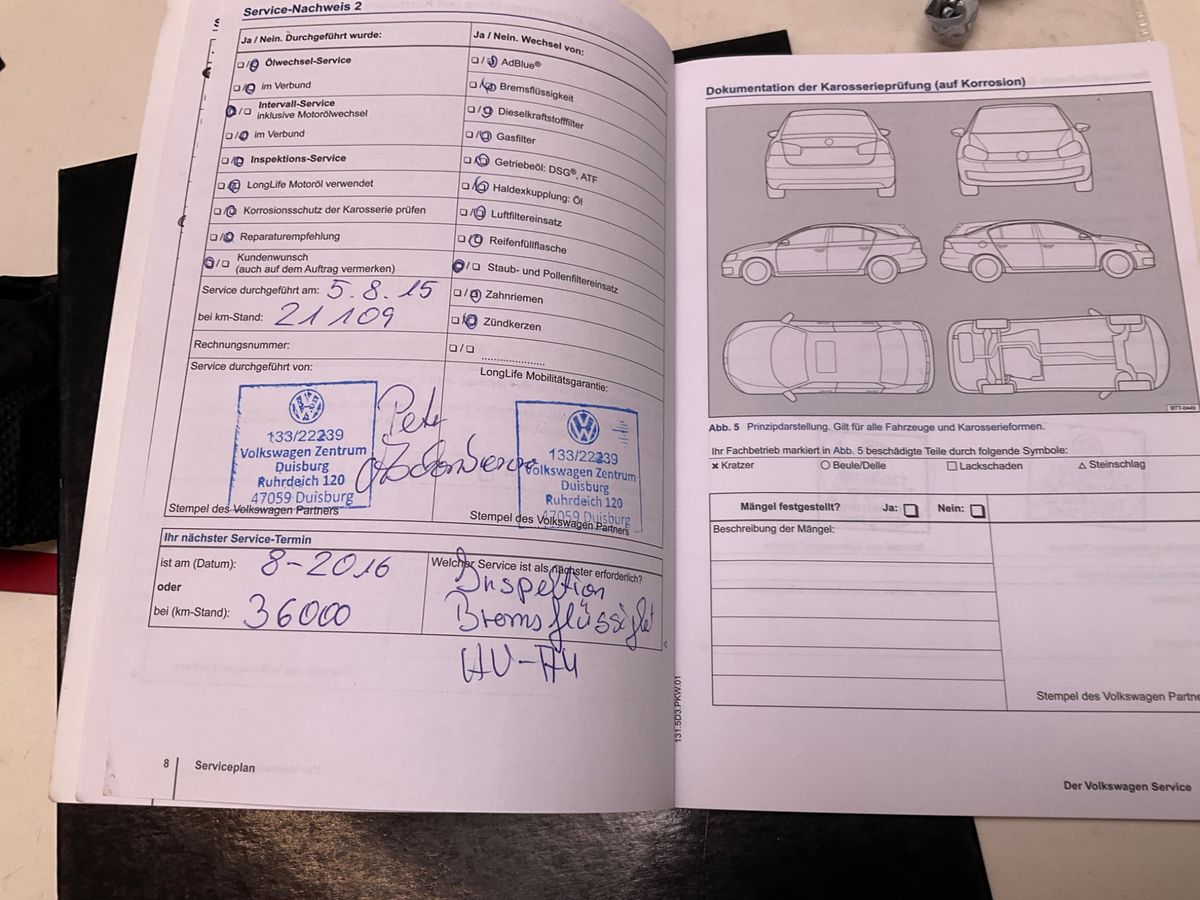 Service-Nachweis 2
Ja / Nein. Durchgeführt wurde:
Ölwechsel-Service
im Verbund
Intervall-Service
inklusive Motorölwechsel
im Verbund
Inspektions-Service
LongLife Motoröl verwendet
Korrosionsschutz der Karosserie prüfen
Reparaturempfehlung
Kundenwunsch
(auch auf dem Auftrag vermerken)
Service durchgeführt am: 5.8.15
bei km-Stand: 21109
Rechnungsnummer:
Service durchgeführt von:
133/22239
Volkswagen Zentrum
Duisburg
Ruhrdeich 120
47059 Duisburg
Stempel des Volkswagen Partners
Ja / Nein. Wechsel von:
AdBlue®
Bremsflüssigkeit
Dieselkraftstofffilter
Gasfilter
Getriebeöl: DSG®, ATF
Haldexkupplung: Öl
Luftfiltereinsatz
Reifenfüllflasche
Staub- und Pollenfiltereinsatz
Zahnriemen
Zündkerzen
LongLife Mobilitätsgarantie:
133/22239
Volkswagen Zentrum
Duisburg
Ruhrdeich 120
47059 Duisburg
Stempel des Volkswagen Partners
Ihr nächster Service-Termin
ist am (Datum): 8-2016
oder
bei (km-Stand): 36000
Welcher Service ist als nächster erforderlich?
Inspektion
HU-AU
8 Serviceplan
131.5D3.PKW.01
Dokumentation der Karosserieprüfung (auf Korrosion)
Abb. 5 Prinzipdarstellung. Gilt für alle Fahrzeuge und Karosserieformen.
Ihr Fachbetrieb markiert in Abb. 5 beschädigte Teile durch folgende Symbole:
Kratzer Beule/Delle Lackschaden Steinschlag
Mängel festgestellt? Ja: Nein:
Beschreibung der Mängel:
Stempel des Volkswagen Partne
Der Volkswagen Service